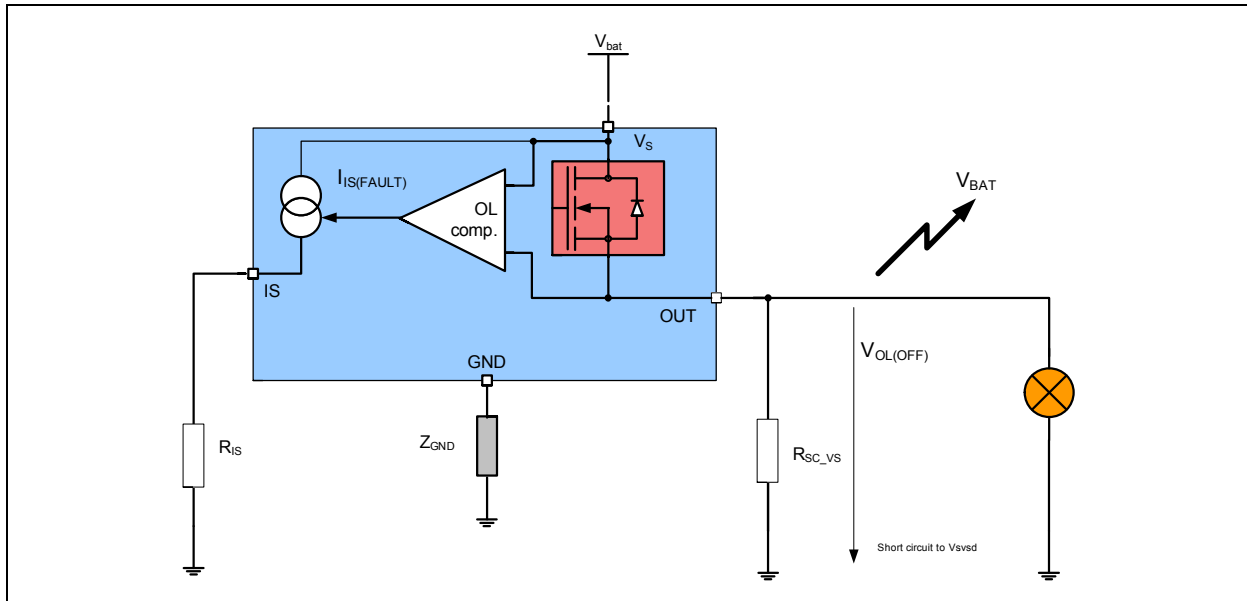 Vbat
VS
IIS(FAULT)
OL
comp.
VBAT
IS
OUT
VOL(OFF)
GND
RIS
ZGND
RSC_VS
Short circuit to Vsvsd